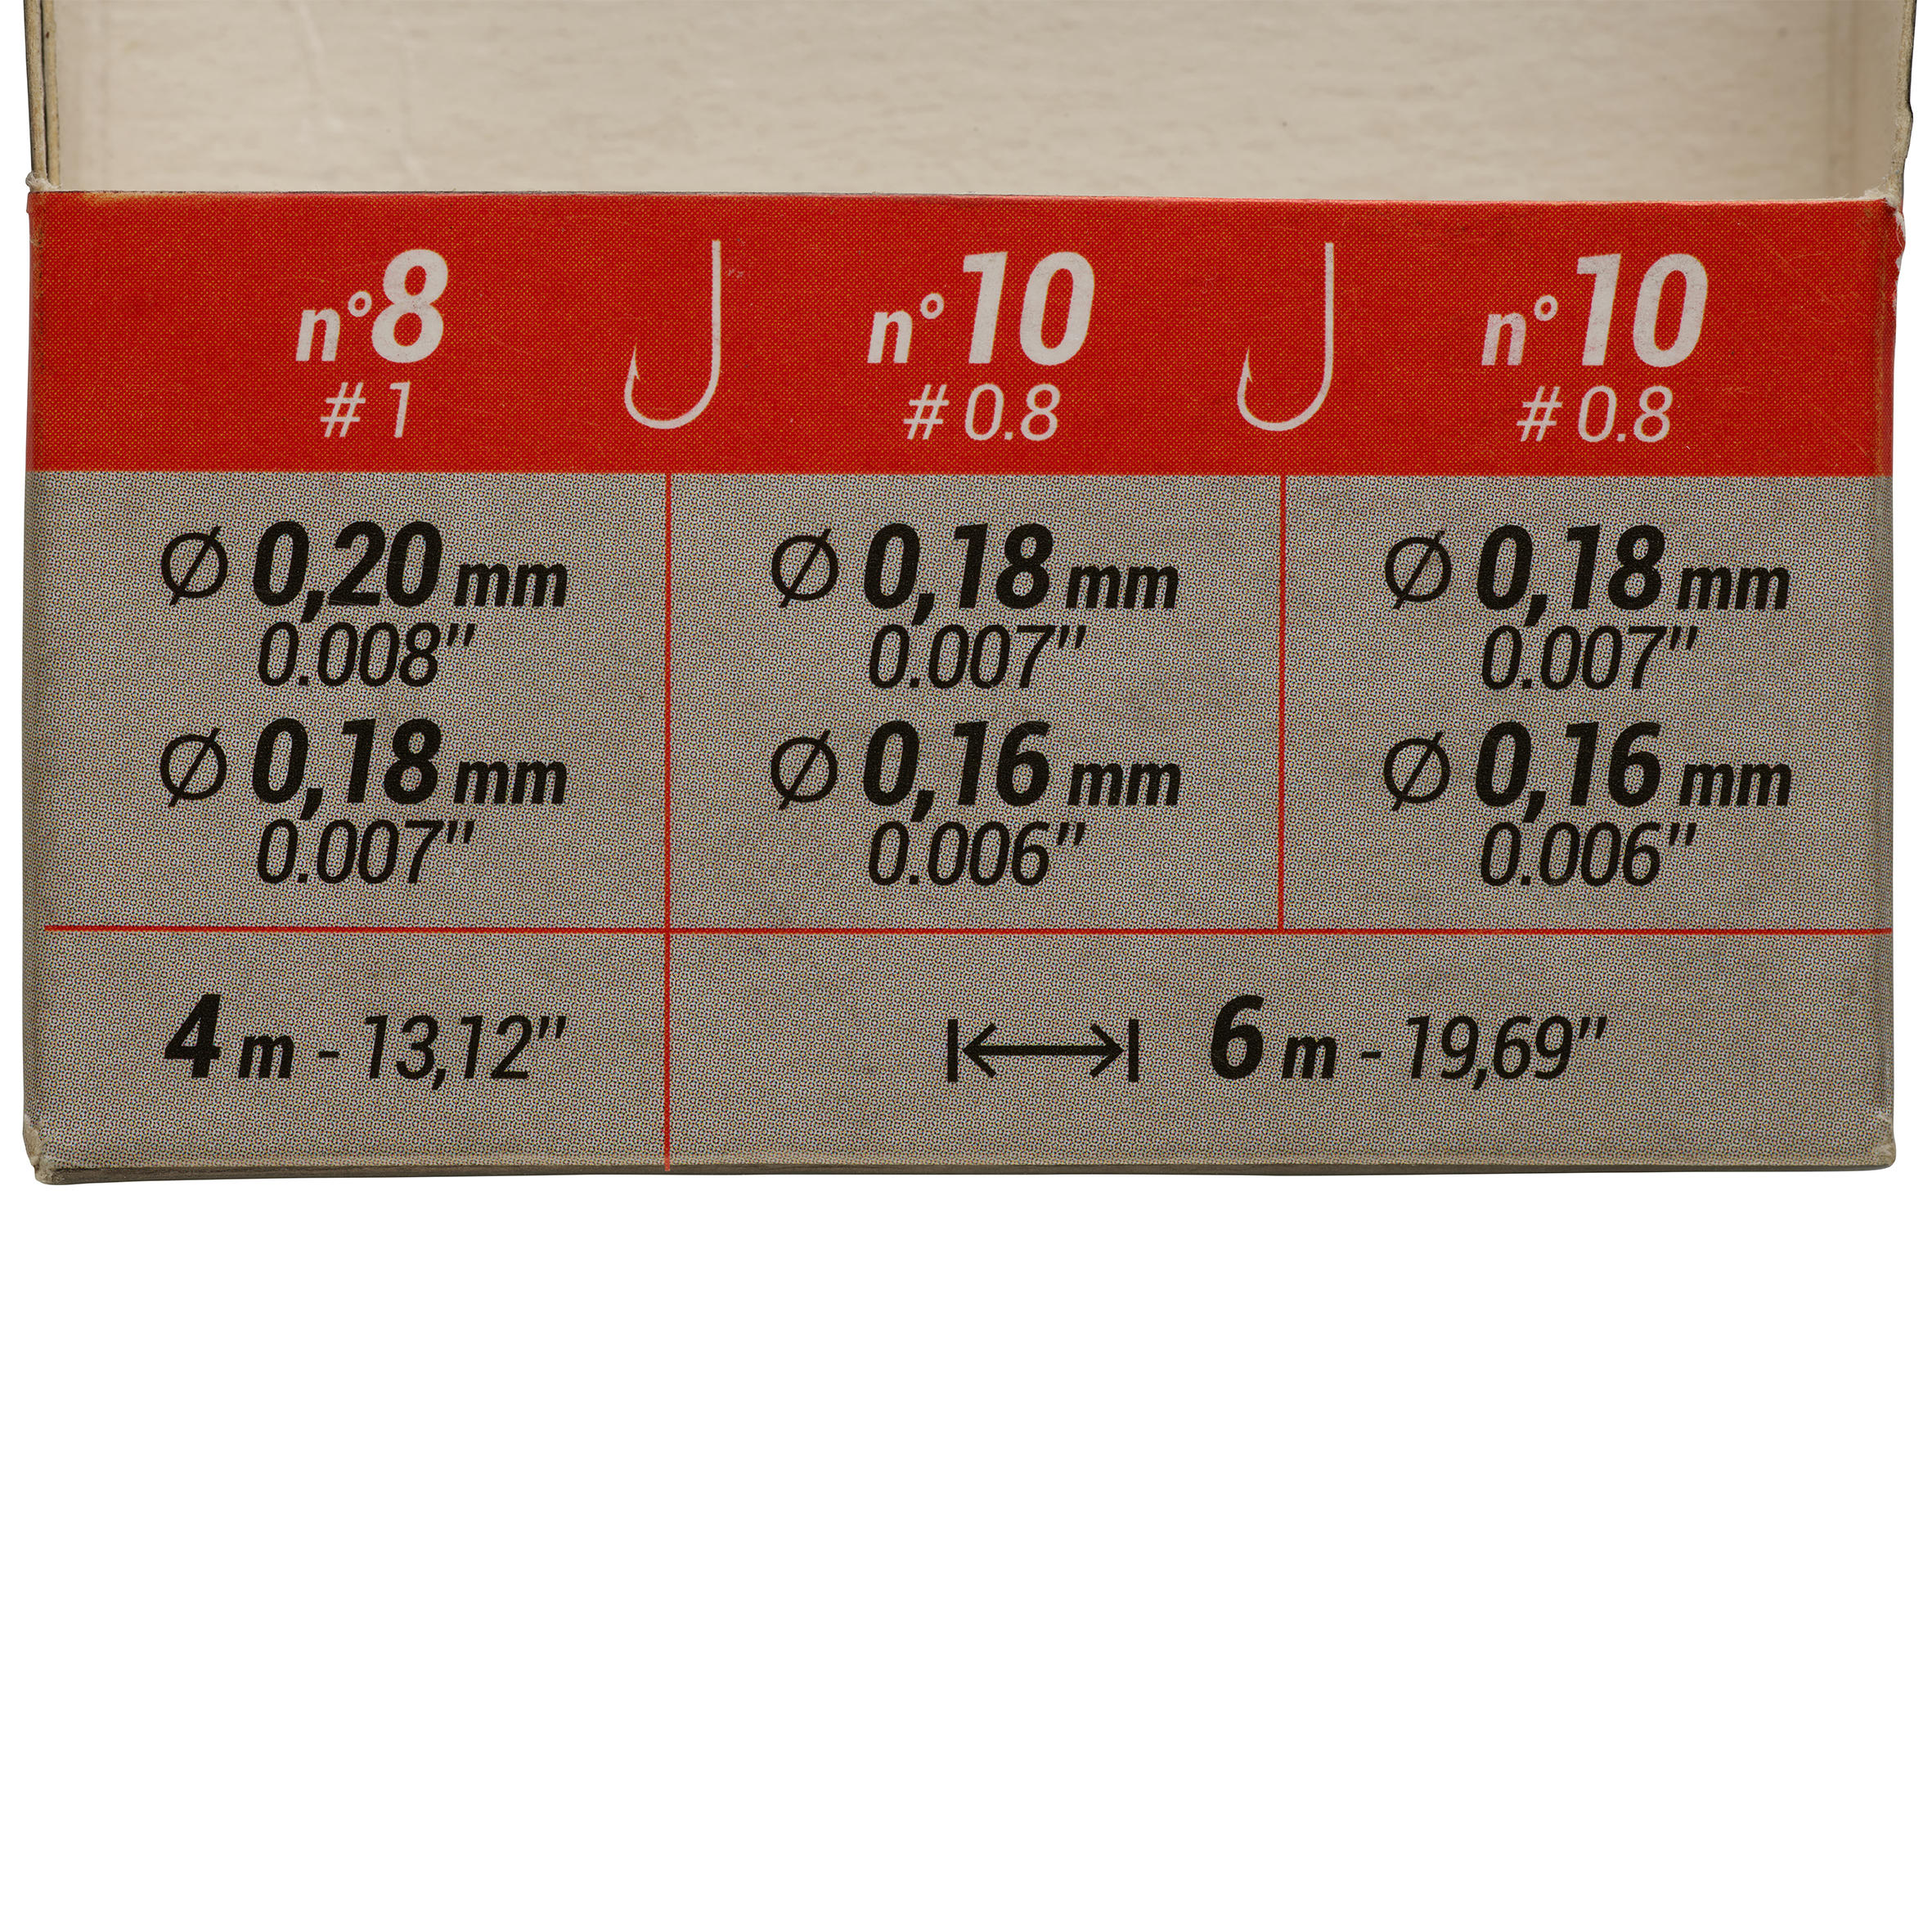 n°8 n°10 n°10
# 1 # 0.8 # 0.8
Ø 0,20 mm Ø 0,18 mm Ø 0,18 mm
0.008" 0.007" 0.007"
Ø 0,18 mm Ø 0,16 mm Ø 0,16 mm
0.007" 0.006" 0.006"
4 m - 13,12" 6 m - 19,69"